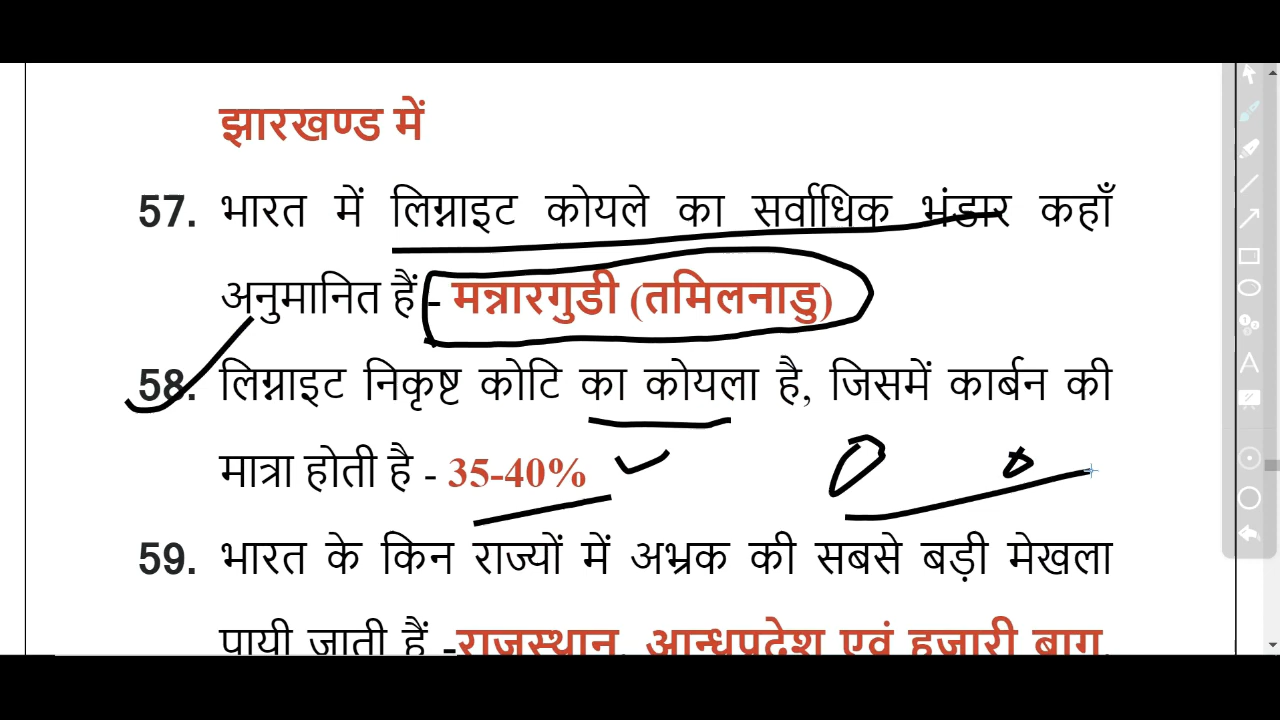 झारखण्ड में
57. भारत में लिग्नाइट कोयले का सर्वाधिक भंडार कहाँ
अनुमानित हैं - मन्नारगुडी (तमिलनाडु)
58. लिग्नाइट निकृष्ट कोटि का कोयला है, जिसमें कार्बन की
मात्रा होती है - 35-40%
59. भारत के किन राज्यों में अभ्रक की सबसे बड़ी मेखला
पायी जाती हैं -राजस्थान, आन्ध्रप्रदेश एवं हजारी बाग,